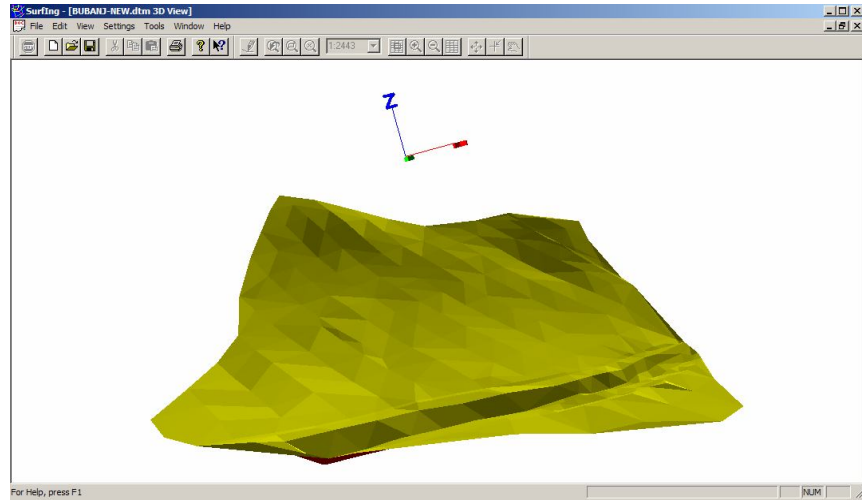 SurfIng - [BUBANJ-NEW.dtm 3D View]
File Edit View Settings Tools Window Help
1:2443
Z
For Help, press F1
NUM